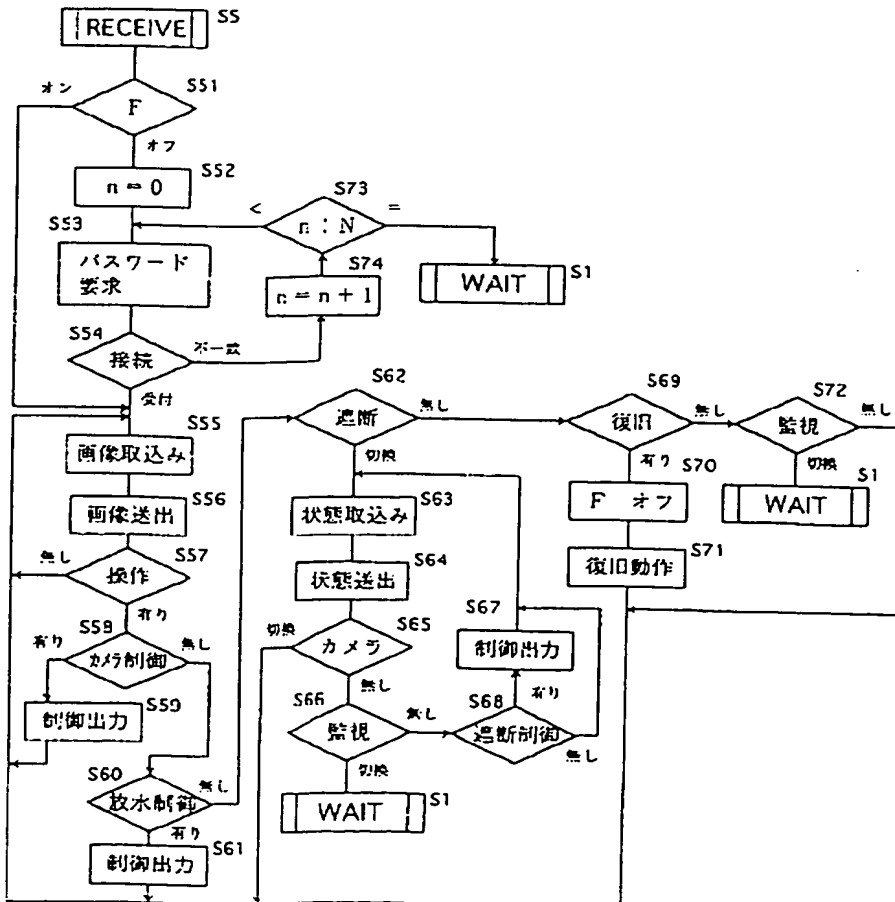 RECEIVE S5
オン S51
F
オフ
S52
n = 0
S53
パスワード
要求
S54
接続 不一致
受付
S73
< n : N =
S74
n = n + 1
WAIT S1
S55
画像取込み
S56
画像送出
S57
無し 操作
有り
S58
有り カメラ制御 無し
S59
制御出力
S60
放水制御 無し
有り
S61
制御出力
S62
遮断 無し
切換
S63
状態取込み
S64
状態送出
S65
切換 カメラ
無し
S66
監視 無し
切換
WAIT S1
S67
制御出力
S68 有り
遮断制御
無し
S69
復旧 無し
有り S70
F オフ
S71
復旧動作
S72
監視 無し
切換 S1
WAIT